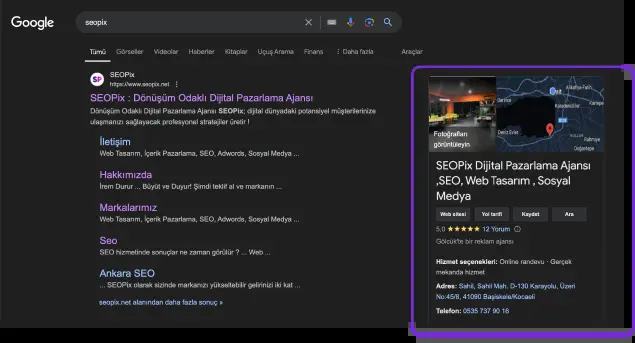 Google
seopix
Tümü Görseller Videolar Haberler Kitaplar Uçuş Arama Finans Daha fazla Araçlar
SP
SEOPix
https://www.seopix.net
SEOPix : Dönüşüm Odaklı Dijital Pazarlama Ajansı
Dönüşüm Odaklı Dijital Pazarlama Ajansı SEOPix; dijital dünyadaki potansiyel müşterilerinize
ulaşmanızı sağlayacak profesyonel stratejiler üretir !
İletişim
Web Tasarım, İçerik Pazarlama, SEO, Adwords, Sosyal Medya ...
Hakkımızda
İrem Durur ... Büyüt ve Duyur! Şimdi teklif al ve markanın ...
Markalarımız
Web Tasarım, İçerik Pazarlama, SEO, Adwords, Sosyal Medya ...
Seo
SEO hizmetinde sonuçlar ne zaman görülür ? ... Web ...
Ankara SEO
... SEOPix olarak sizinde markanızı yükseltebilir gelirinizi iki kat ...
seopix.net alanından daha fazla sonuç »
Fotoğrafları
görüntüleyin
Karamürsel
Kartepe
Deniz Evler
SEOPix Dijital Pazarlama Ajansı
,SEO, Web Tasarım , Sosyal
Medya
Web sitesi Yol tarifi Kaydet Ara
5,0 ★★★★★ 12 Yorum
Gölcük'te bir reklam ajansı
Hizmet seçenekleri: Online randevu · Gerçek
mekanda hizmet
Adres: Sahil, Sahil Mah. D-130 Karayolu, Üzeri
No:45/8, 41090 Başiskele/Kocaeli
Telefon: 0535 737 90 16